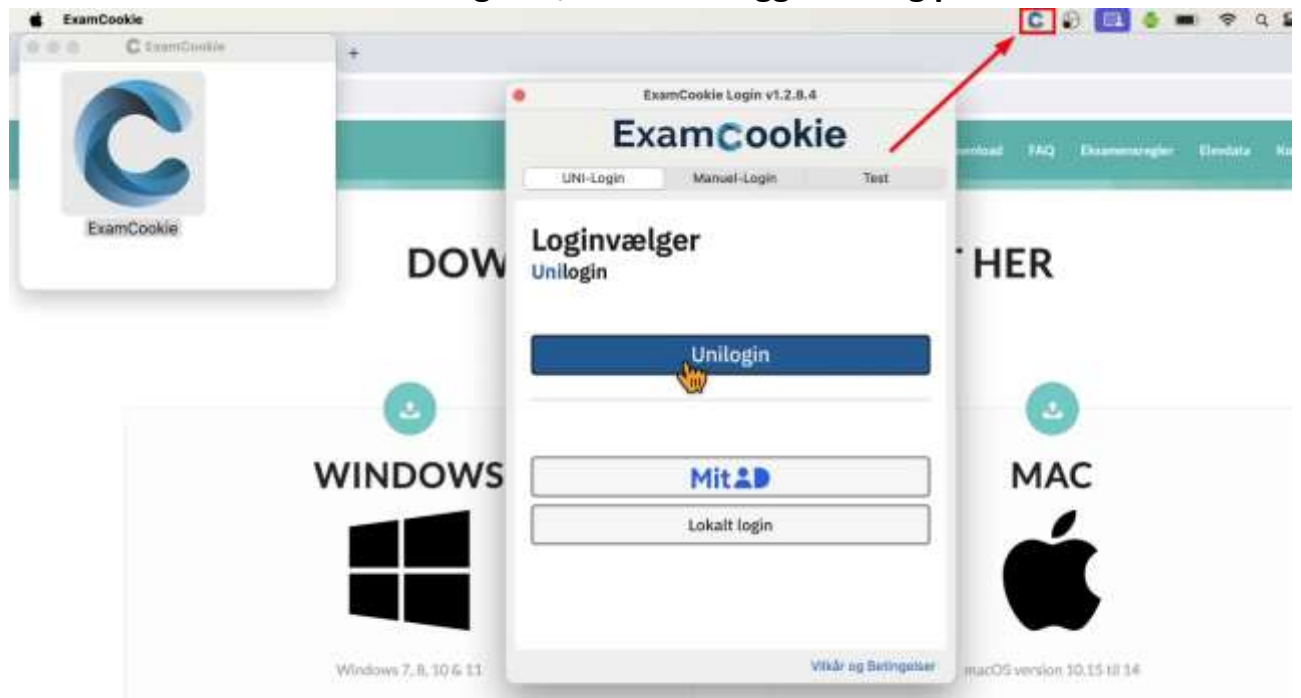 ExamCookie
ExamCookie
+
ExamCookie Login v1.2.8.4
ExamCookie
UNI-Login Manuel-Login Test
FAQ Eksamensregler Elevdata
ExamCookie
Loginvælger
Unilogin
DOW
HER
Unilogin
WINDOWS
MitID
MAC
Lokalt login
Windows 7, 8, 10 & 11
Vilkår og Betingelser
macOS version 10.15 til 14